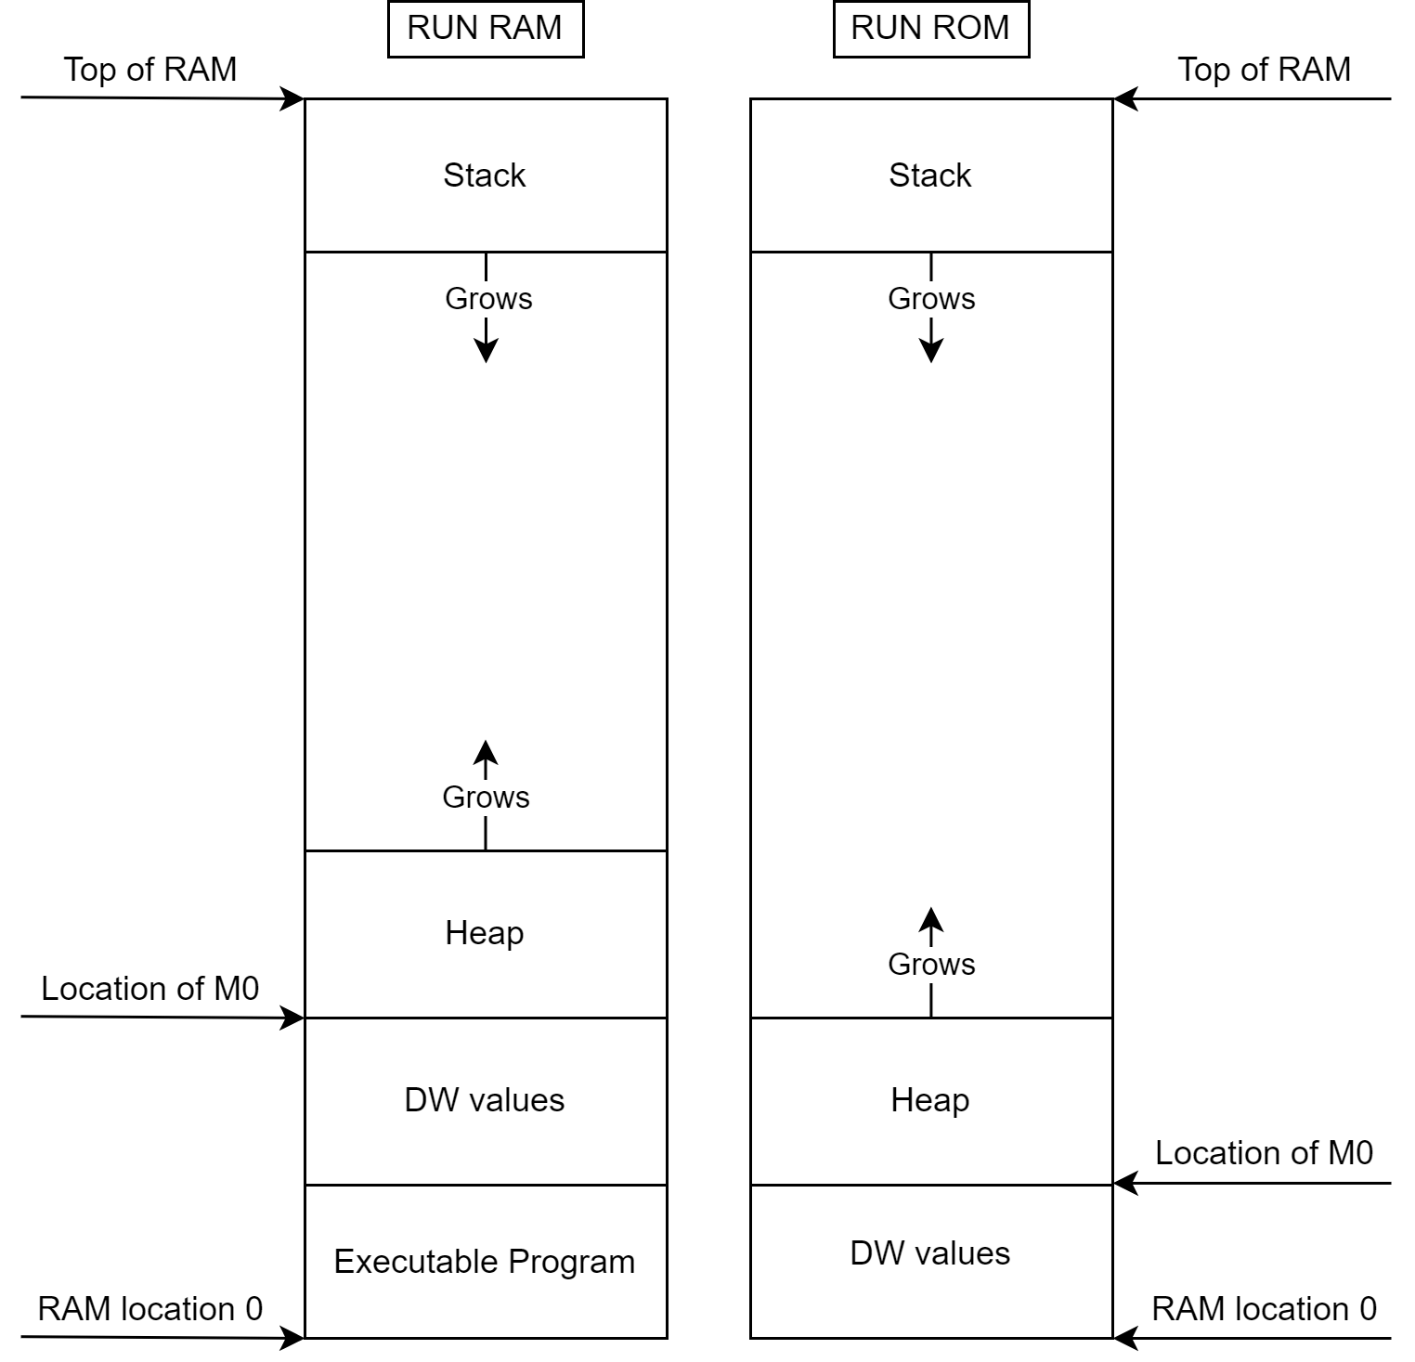 RUN RAM
RUN ROM
Top of RAM
Top of RAM
Stack
Stack
Grows
Grows
Grows
Heap
Grows
Location of M0
DW values
Heap
Location of M0
Executable Program
DW values
RAM location 0
RAM location 0